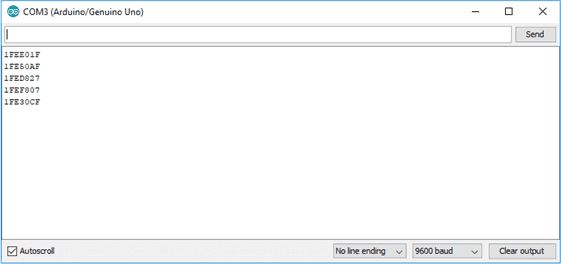 COM3 (Arduino/Genuino Uno)
Send
1FEE01F
1FE50AF
1FED827
1FEF807
1FE30CF
Autoscroll
No line ending
9600 baud
Clear output